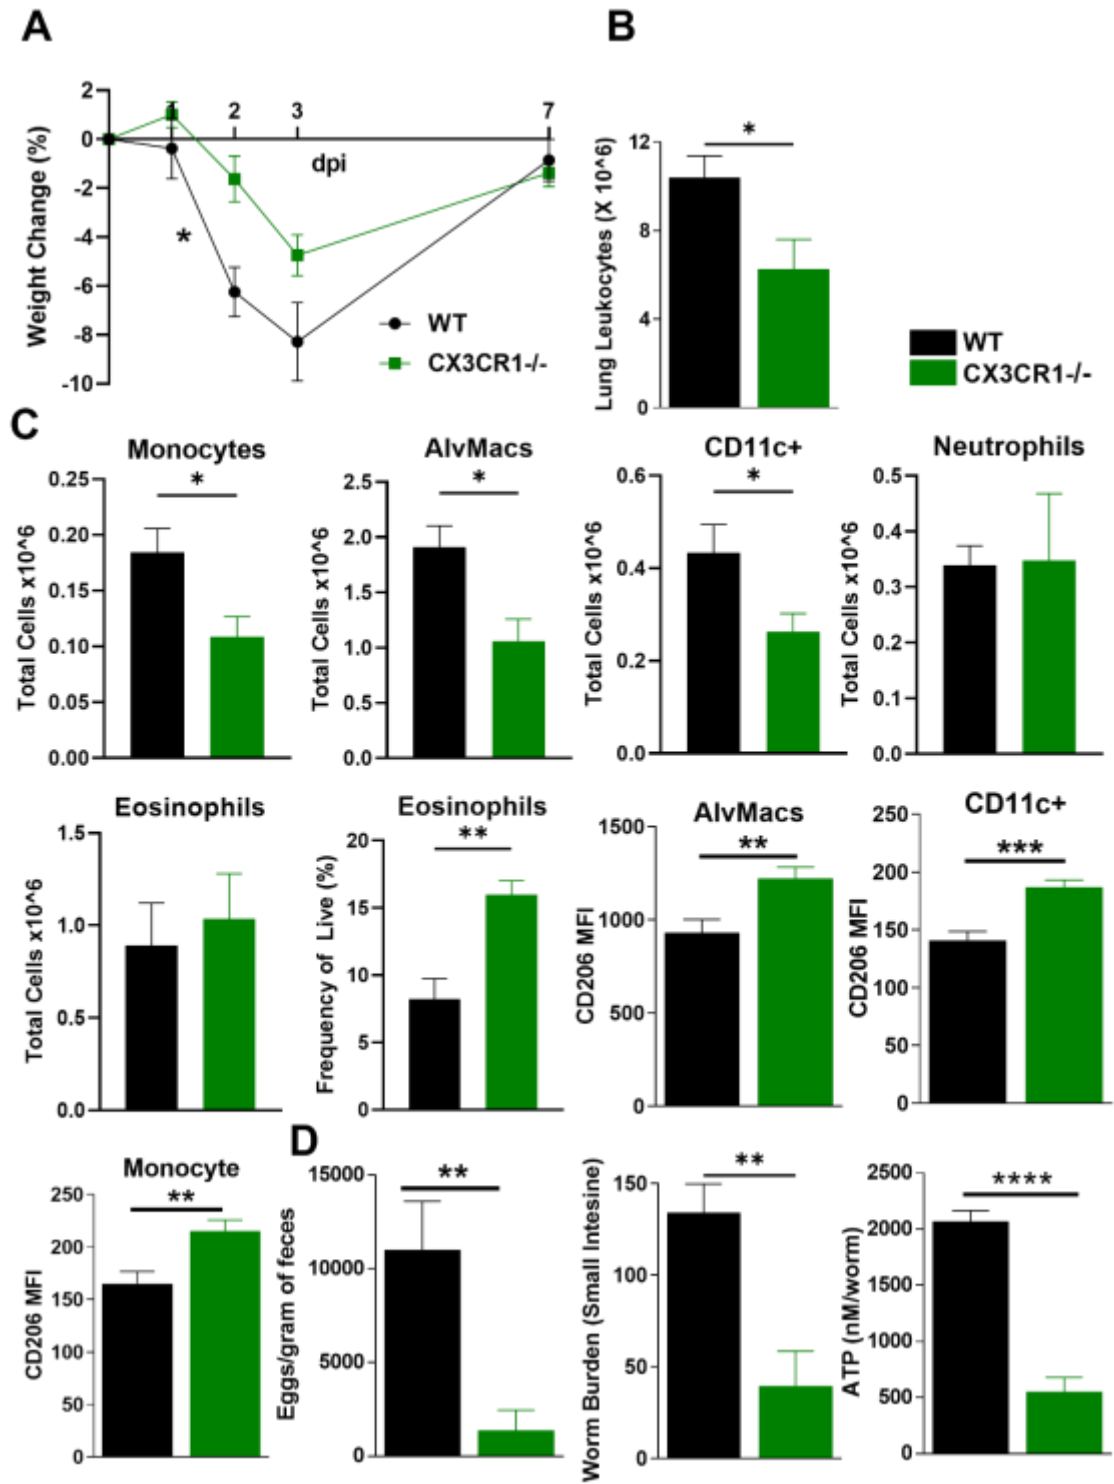 A
2
0
-2
-4
-6
-8
-10
Weight Change (%)
1
2
3
7
dpi
*
WT
CX3CR1-/-
B
Lung Leukocytes (X 10^6)
12
8
4
0
*
WT
CX3CR1-/-
C
Monocytes
Total Cells x10^6
0.25
0.20
0.15
0.10
0.05
0.00
*
AlvMacs
Total Cells x10^6
2.5
2.0
1.5
1.0
0.5
0.0
*
CD11c+
Total Cells x10^6
0.6
0.4
0.2
0.0
*
Neutrophils
Total Cells x10^6
0.5
0.4
0.3
0.2
0.1
0.0
Eosinophils
Total Cells x10^6
1.5
1.0
0.5
0.0
Eosinophils
Frequency of Live (%)
20
15
10
5
0
**
AlvMacs
CD206 MFI
1500
1000
500
0
**
CD11c+
CD206 MFI
250
200
150
100
50
0
***
Monocyte
CD206 MFI
250
200
150
100
50
0
**
D
Eggs/gram of feces
15000
10000
5000
0
**
Worm Burden (Small Intesine)
150
100
50
0
**
ATP (nM/worm)
2500
2000
1500
1000
500
0
****